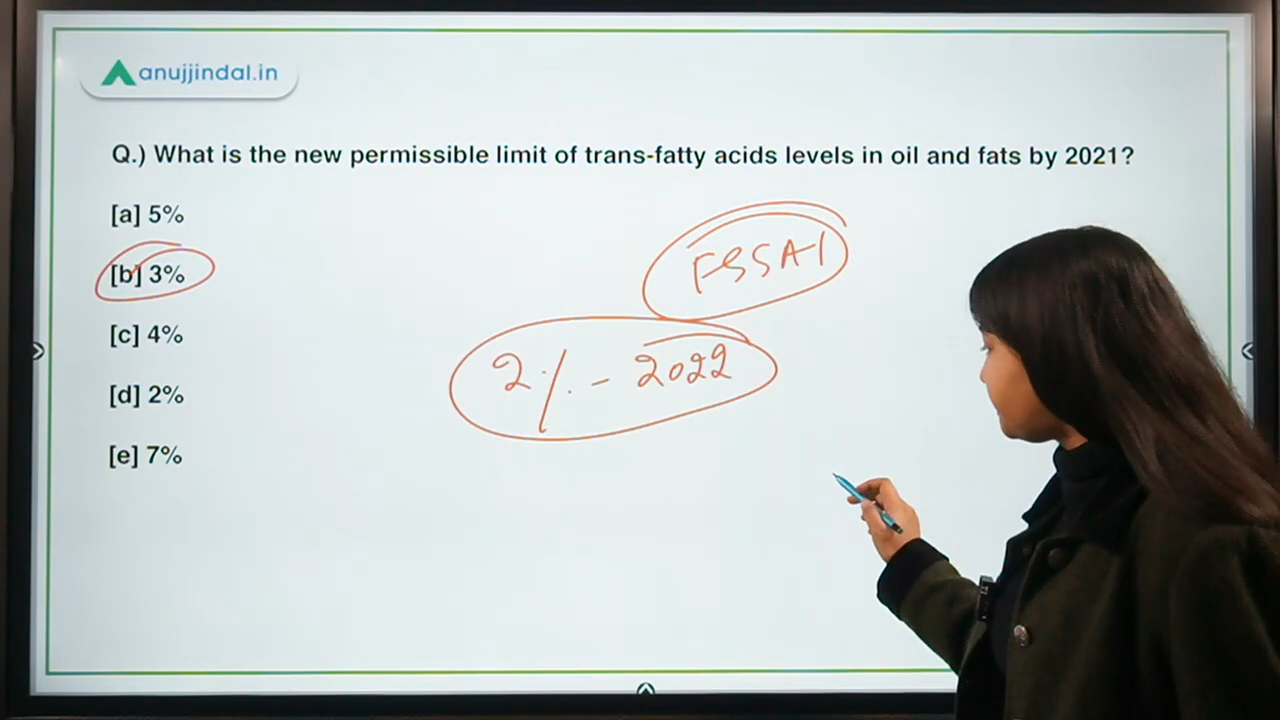 anujjindal.in
Q.) What is the new permissible limit of trans-fatty acids levels in oil and fats by 2021?
[a] 5%
[b] 3%
[c] 4%
[d] 2%
[e] 7%
FSSAI
2% - 2022